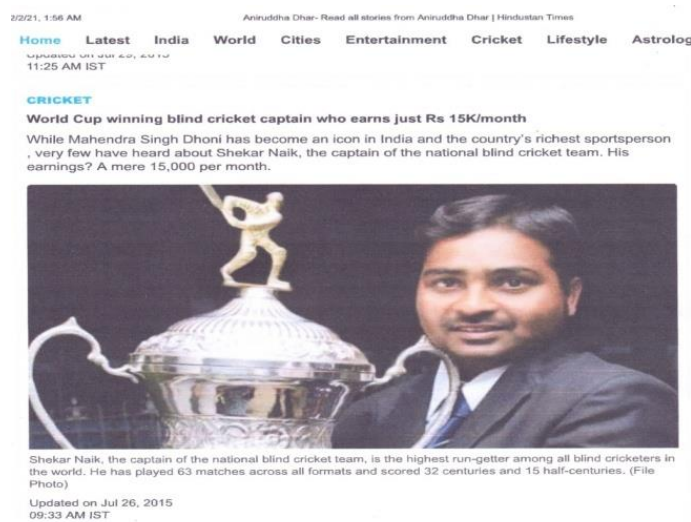 2/2/21, 1:56 AM Aniruddha Dhar- Read all stories from Aniruddha Dhar | Hindustan Times
Home Latest India World Cities Entertainment Cricket Lifestyle Astrolog
Updated on Jul 29, 2015
11:25 AM IST
CRICKET
World Cup winning blind cricket captain who earns just Rs 15K/month
While Mahendra Singh Dhoni has become an icon in India and the country's richest sportsperson
, very few have heard about Shekar Naik, the captain of the national blind cricket team. His
earnings? A mere 15,000 per month.
Shekar Naik, the captain of the national blind cricket team, is the highest run-getter among all blind cricketers in
the world. He has played 63 matches across all formats and scored 32 centuries and 15 half-centuries. (File
Photo)
Updated on Jul 26, 2015
09:33 AM IST